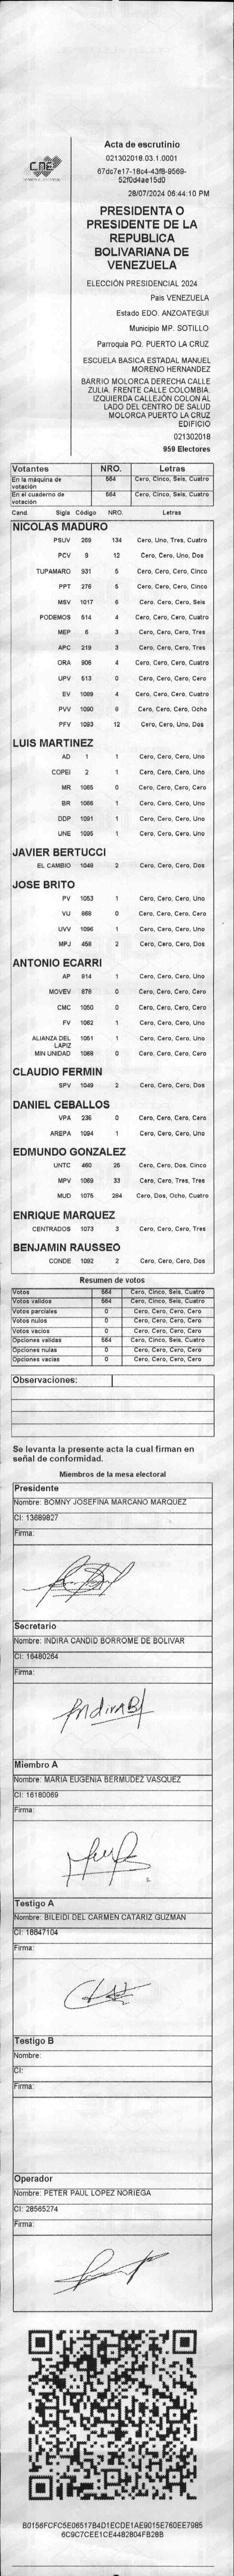 CNE
Acta de escrutinio
021302018.03.1.0001
67dc7e17-18c4-43f8-9569-
52f0d4ae15d0
28/07/2024 06:44:10 PM
PRESIDENTA O
PRESIDENTE DE LA
REPUBLICA
BOLIVARIANA DE
VENEZUELA
ELECCIÓN PRESIDENCIAL 2024
Pais VENEZUELA
Estado EDO. ANZOATEGUI
Municipio MP. SOTILLO
Parroquia PQ. PUERTO LA CRUZ
ESCUELA BASICA ESTADAL MANUEL
MORENO HERNANDEZ
BARRIO MOLORCA DERECHA CALLE
ZULIA. FRENTE CALLE COLOMBIA.
IZQUIERDA CALLEJÓN COLON AL
LADO DEL CENTRO DE SALUD
MOLORCA PUERTO LA CRUZ
EDIFICIO
021302018
959 Electores
Votantes NRO. Letras
En la máquina de votación 564 Cero, Cinco, Seis, Cuatro
En el cuaderno de votación 564 Cero, Cinco, Seis, Cuatro
Cand. Sigla Código NRO. Letras
NICOLAS MADURO
PSUV 269 134 Cero, Uno, Tres, Cuatro
PCV 9 12 Cero, Cero, Uno, Dos
TUPAMARO 931 5 Cero, Cero, Cero, Cinco
PPT 276 5 Cero, Cero, Cero, Cinco
MSV 1017 6 Cero, Cero, Cero, Seis
PODEMOS 514 4 Cero, Cero, Cero, Cuatro
MEP 6 3 Cero, Cero, Cero, Tres
APC 219 3 Cero, Cero, Cero, Tres
ORA 906 4 Cero, Cero, Cero, Cuatro
UPV 513 0 Cero, Cero, Cero, Cero
EV 1089 4 Cero, Cero, Cero, Cuatro
PVV 1090 8 Cero, Cero, Cero, Ocho
PFV 1093 12 Cero, Cero, Uno, Dos
LUIS MARTINEZ
AD 1 1 Cero, Cero, Cero, Uno
COPEI 2 1 Cero, Cero, Cero, Uno
MR 1065 0 Cero, Cero, Cero, Cero
BR 1066 1 Cero, Cero, Cero, Uno
DDP 1091 1 Cero, Cero, Cero, Uno
UNE 1095 1 Cero, Cero, Cero, Uno
JAVIER BERTUCCI
EL CAMBIO 1048 2 Cero, Cero, Cero, Dos
JOSE BRITO
PV 1053 1 Cero, Cero, Cero, Uno
VU 868 0 Cero, Cero, Cero, Cero
UVV 1096 1 Cero, Cero, Cero, Uno
MPJ 458 2 Cero, Cero, Cero, Dos
ANTONIO ECARRI
AP 814 1 Cero, Cero, Cero, Uno
MOVEV 878 0 Cero, Cero, Cero, Cero
CMC 1050 0 Cero, Cero, Cero, Cero
FV 1062 1 Cero, Cero, Cero, Uno
ALIANZA DEL LAPIZ 1051 1 Cero, Cero, Cero, Uno
MIN UNIDAD 1068 0 Cero, Cero, Cero, Cero
CLAUDIO FERMIN
SPV 1049 2 Cero, Cero, Cero, Dos
DANIEL CEBALLOS
VPA 236 0 Cero, Cero, Cero, Cero
AREPA 1094 1 Cero, Cero, Cero, Uno
EDMUNDO GONZALEZ
UNTC 460 25 Cero, Cero, Dos, Cinco
MPV 1069 33 Cero, Cero, Tres, Tres
MUD 1075 284 Cero, Dos, Ocho, Cuatro
ENRIQUE MARQUEZ
CENTRADOS 1073 3 Cero, Cero, Cero, Tres
BENJAMIN RAUSSEO
CONDE 1092 2 Cero, Cero, Cero, Dos
Resumen de votos
Votos 564 Cero, Cinco, Seis, Cuatro
Votos validos 564 Cero, Cinco, Seis, Cuatro
Votos parciales 0 Cero, Cero, Cero, Cero
Votos nulos 0 Cero, Cero, Cero, Cero
Votos vacios 0 Cero, Cero, Cero, Cero
Opciones validas 564 Cero, Cinco, Seis, Cuatro
Opciones nulas 0 Cero, Cero, Cero, Cero
Opciones vacias 0 Cero, Cero, Cero, Cero
Observaciones:
Se levanta la presente acta la cual firman en
señal de conformidad.
Miembros de la mesa electoral
Presidente
Nombre: BOMNY JOSEFINA MARCANO MARQUEZ
CI: 13689827
Firma:
Secretario
Nombre: INDIRA CANDID BORROME DE BOLIVAR
CI: 16480264
Firma:
IndiraB
Miembro A
Nombre: MARIA EUGENIA BERMUDEZ VASQUEZ
CI: 16180069
Firma:
Testigo A
Nombre: BILEIDI DEL CARMEN CATARIZ GUZMAN
CI: 18847104
Firma:
Testigo B
Nombre:
CI:
Firma:
Operador
Nombre: PETER PAUL LOPEZ NORIEGA
CI: 28565274
Firma:
B0156FCFC5E06517B4D1ECDE1AE9015E760EE7985
6C9C7CEE1CE4482804FB28B